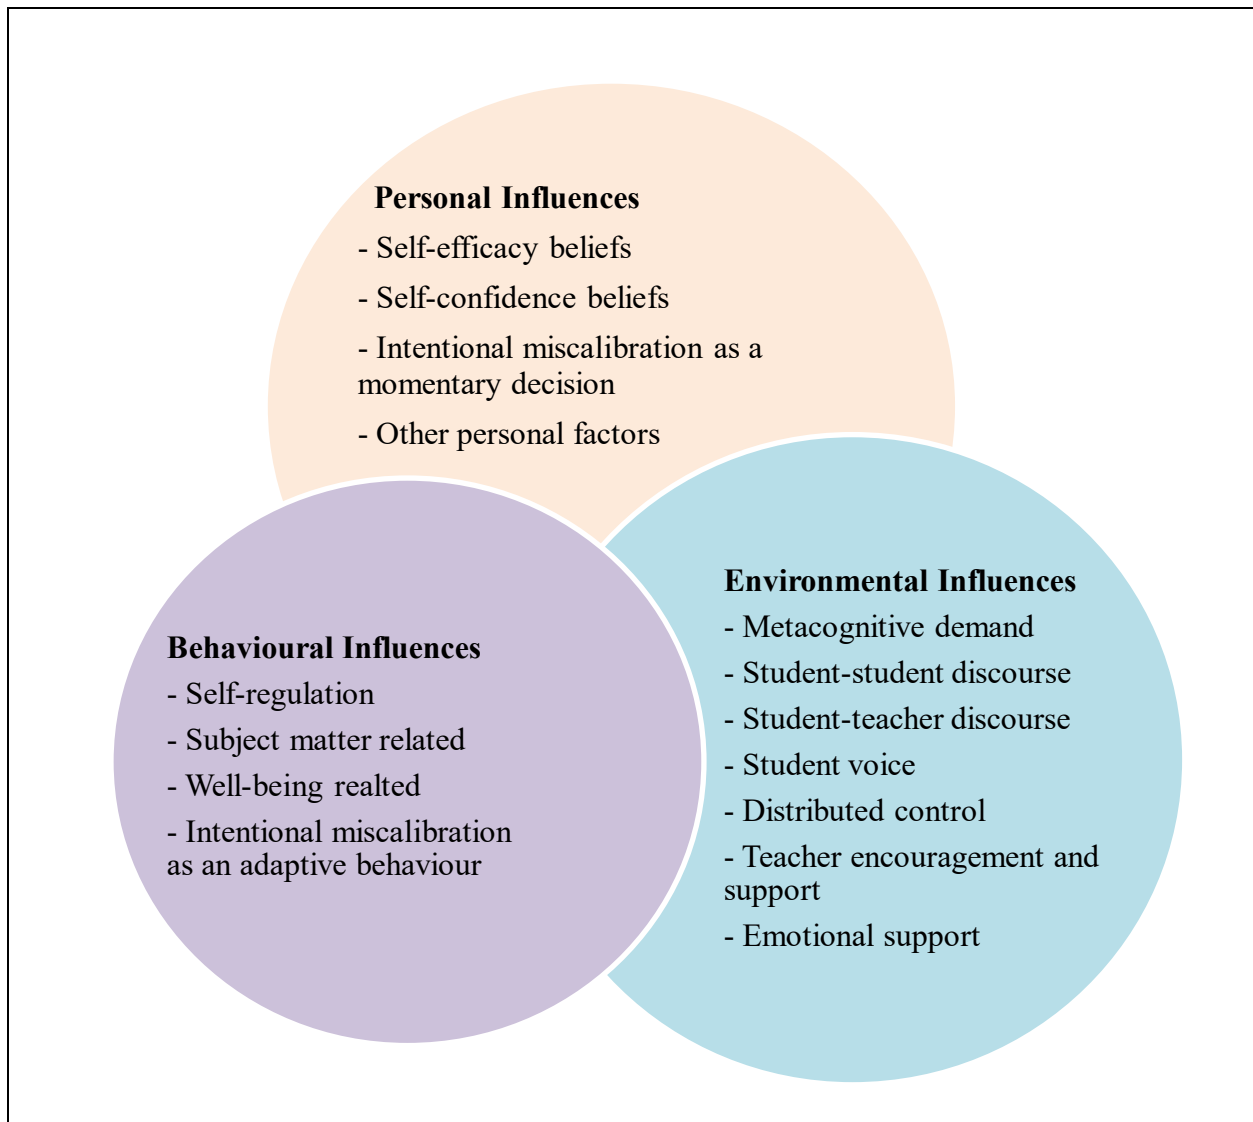 Personal Influences
- Self-efficacy beliefs
- Self-confidence beliefs
- Intentional miscalibration as a
momentary decision
- Other personal factors
Behavioural Influences
- Self-regulation
- Subject matter related
- Well-being realted
- Intentional miscalibration
as an adaptive behaviour
Environmental Influences
- Metacognitive demand
- Student-student discourse
- Student-teacher discourse
- Student voice
- Distributed control
- Teacher encouragement and
support
- Emotional support